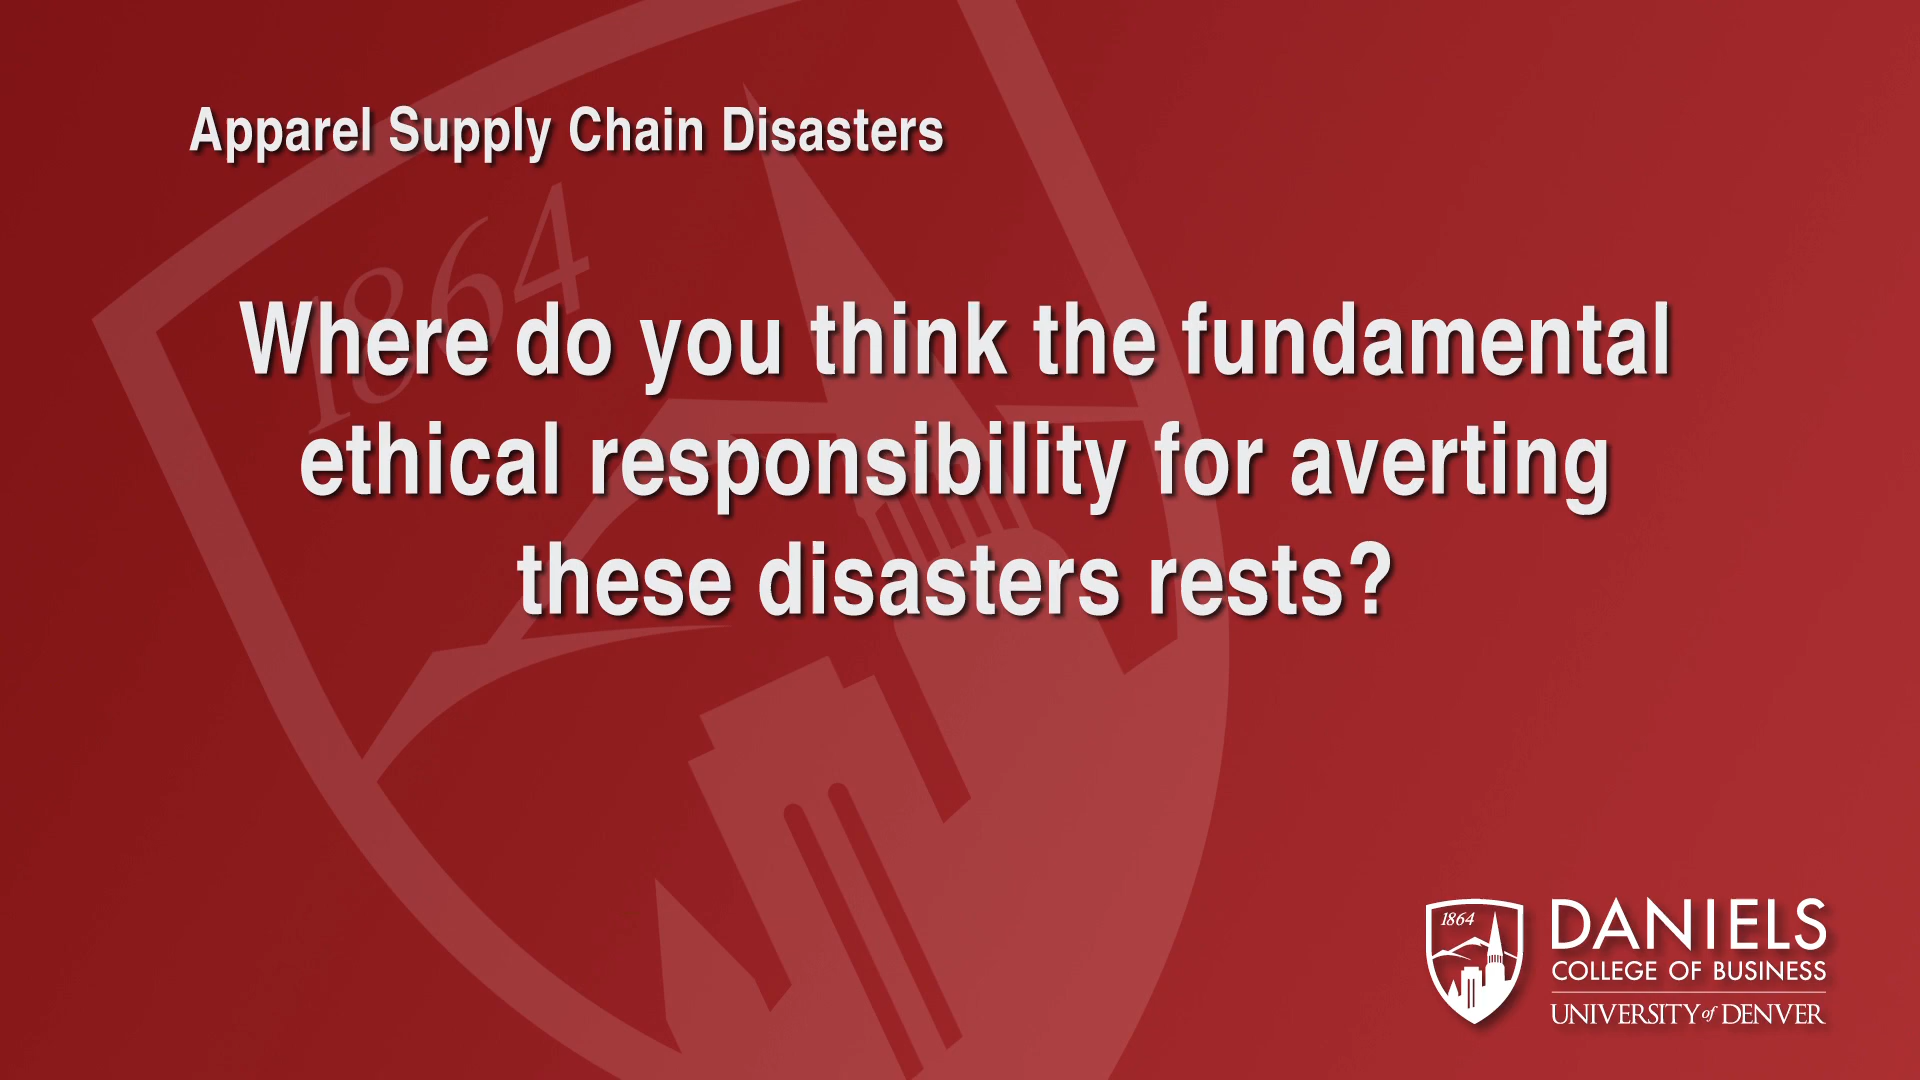 Apparel Supply Chain Disasters
1864
Where do you think the fundamental
ethical responsibility for averting
these disasters rests?
1864
DANIELS
COLLEGE OF BUSINESS
UNIVERSITY of DENVER